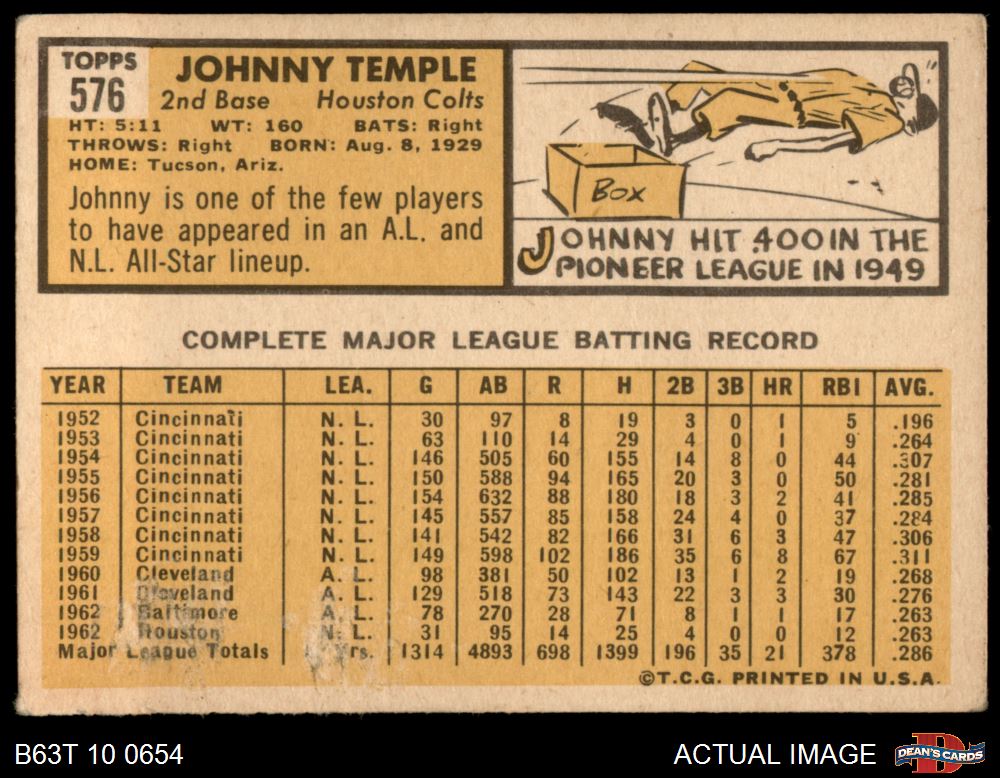 TOPPS
576
JOHNNY TEMPLE
2nd Base Houston Colts
HT: 5:11 WT: 160 BATS: Right
THROWS: Right BORN: Aug. 8, 1929
HOME: Tucson, Ariz.
Johnny is one of the few players
to have appeared in an A.L. and
N.L. All-Star lineup.
BOX
JOHNNY HIT .400 IN THE
PIONEER LEAGUE IN 1949
COMPLETE MAJOR LEAGUE BATTING RECORD
YEAR TEAM LEA. G AB R H 2B 3B HR RBI AVG.
1952 Cincinnati N. L. 30 97 8 19 3 0 1 5 .196
1953 Cincinnati N. L. 63 110 14 29 4 0 1 9 .264
1954 Cincinnati N. L. 146 505 60 155 14 8 0 44 .307
1955 Cincinnati N. L. 150 588 94 165 20 3 0 50 .281
1956 Cincinnati N. L. 154 632 88 180 18 3 2 41 .285
1957 Cincinnati N. L. 145 557 85 158 24 4 0 37 .284
1958 Cincinnati N. L. 141 542 82 166 31 6 3 47 .306
1959 Cincinnati N. L. 149 598 102 186 35 6 8 67 .311
1960 Cleveland A. L. 98 381 50 102 13 1 2 19 .268
1961 Cleveland A. L. 129 518 73 143 22 3 3 30 .276
1962 Baltimore A. L. 78 270 28 71 8 1 1 17 .263
1962 Houston N. L. 31 95 14 25 4 0 0 12 .263
Major League Totals Yrs. 1314 4893 698 1399 196 35 21 378 .286
©T.C.G. PRINTED IN U.S.A.
B63T 10 0654 ACTUAL IMAGE DEAN'S CARDS